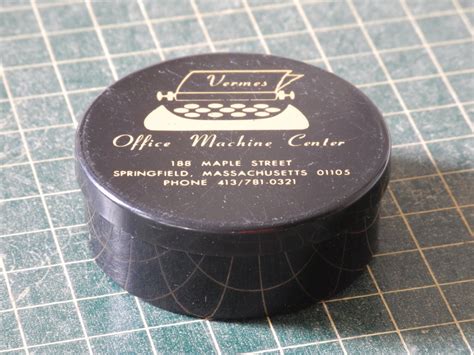 Vermes
Office Machine Center
188 MAPLE STREET
SPRINGFIELD, MASSACHUSETTS 01105
PHONE 413/781-0321